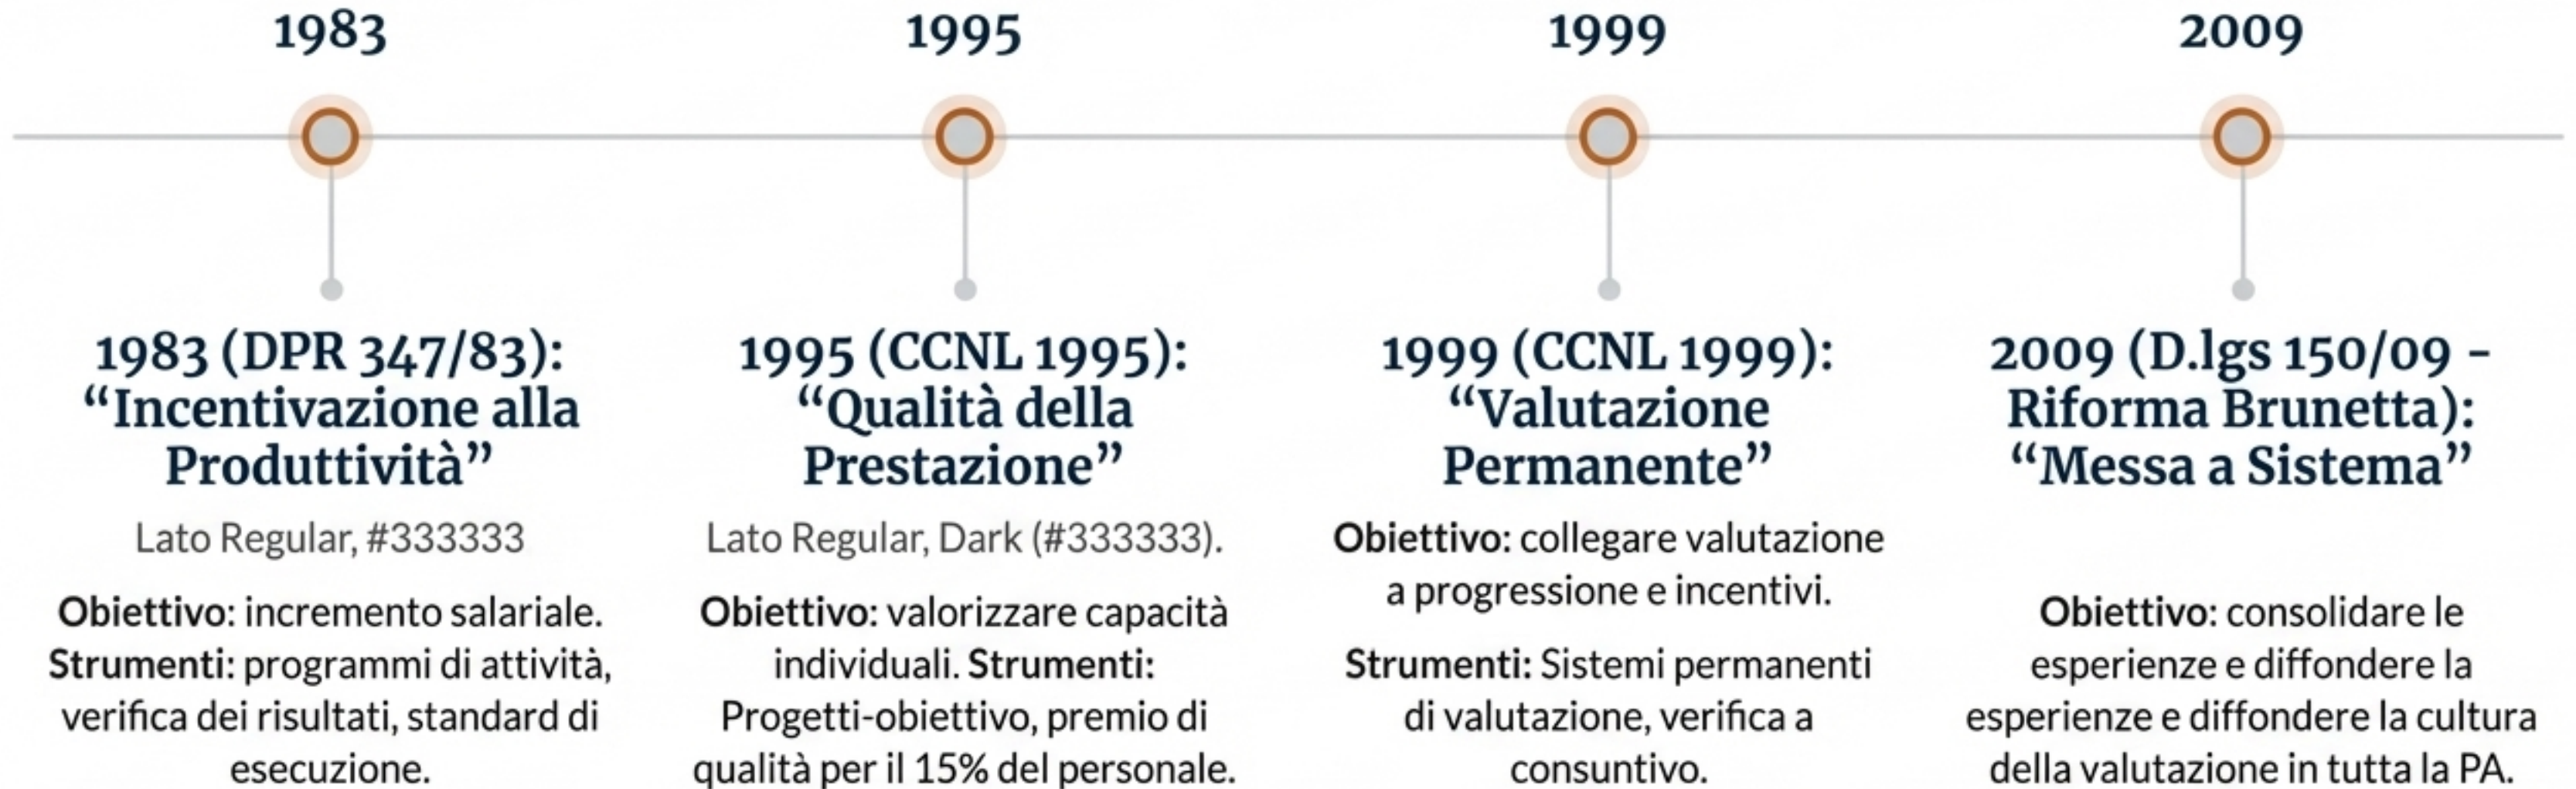 1983
1995
1999
2009
1983 (DPR 347/83):
“Incentivazione alla
Produttività”
Lato Regular, #333333
Obiettivo: incremento salariale.
Strumenti: programmi di attività,
verifica dei risultati, standard di
esecuzione.
1995 (CCNL 1995):
“Qualità della
Prestazione”
Lato Regular, Dark (#333333).
Obiettivo: valorizzare capacità
individuali. Strumenti:
Progetti-obiettivo, premio di
qualità per il 15% del personale.
1999 (CCNL 1999):
“Valutazione
Permanente”
Obiettivo: collegare valutazione
a progressione e incentivi.
Strumenti: Sistemi permanenti
di valutazione, verifica a
consuntivo.
2009 (D.lgs 150/09 -
Riforma Brunetta):
“Messa a Sistema”
Obiettivo: consolidare le
esperienze e diffondere la
esperienze e diffondere la cultura
della valutazione in tutta la PA.